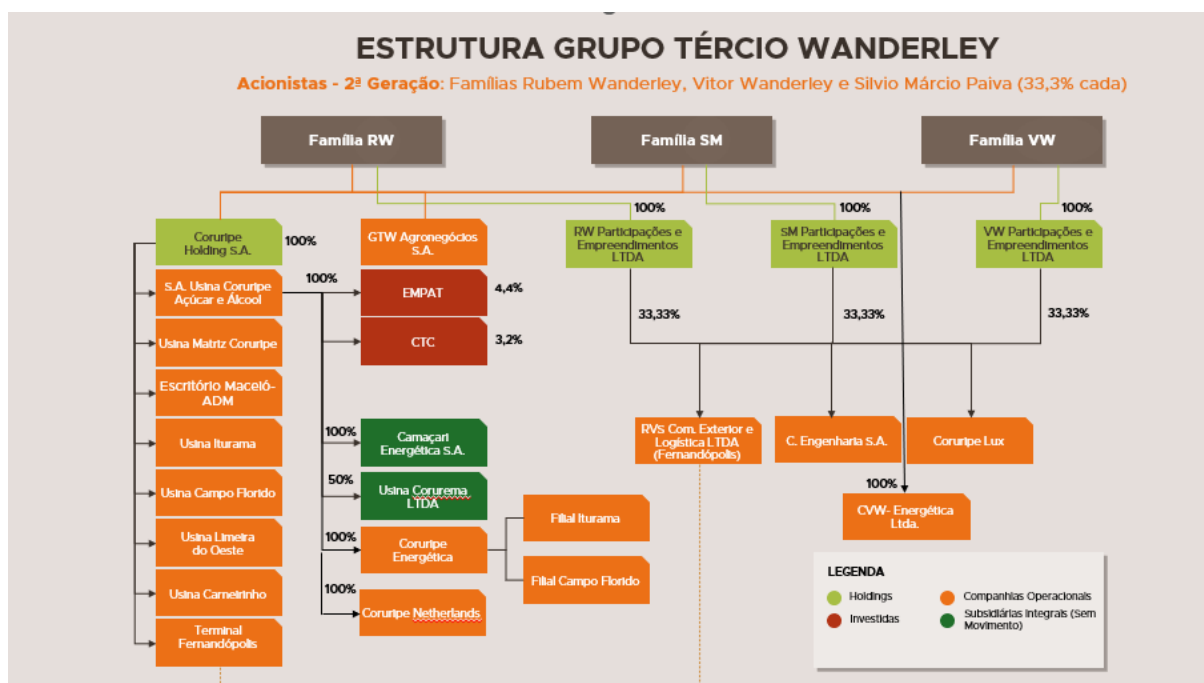 ESTRUTURA GRUPO TÉRCIO WANDERLEY
Acionistas - 2ª Geração: Famílias Rubem Wanderley, Vitor Wanderley e Silvio Márcio Paiva (33,3% cada)
Família RW
Família SM
Família VW
100%
100%
100%
Coruripe
Holding S.A.
100%
GTW Agronegócios
S.A.
RW Participações e
Empreendimentos
LTDA
SM Participações e
Empreendimentos
LTDA
VW Participações e
Empreendimentos
LTDA
S.A. Usina Coruripe
Açúcar e Álcool
100%
EMPAT
4,4%
33,33%
33,33%
33,33%
Usina Matriz Coruripe
CTC
3,2%
Escritório Maceió-
ADM
Usina Iturama
100%
Camaçari
Energética S.A.
RVS Com. Exterior e
Logística LTDA
(Fernandópolis)
C. Engenharia S.A.
Coruripe Lux
Usina Campo Florido
50%
Usina Corurema
LTDA
100%
CVW- Energética
Ltda.
Usina Limeira
do Oeste
100%
Coruripe
Energética
Filial Iturama
Filial Campo Florido
Usina Carneirinho
100%
Coruripe Netherlands
Terminal
Fernandópolis
LEGENDA
Holdings
Companhias Operacionais
Investidas
Subsidiárias Integrais (Sem
Movimento)